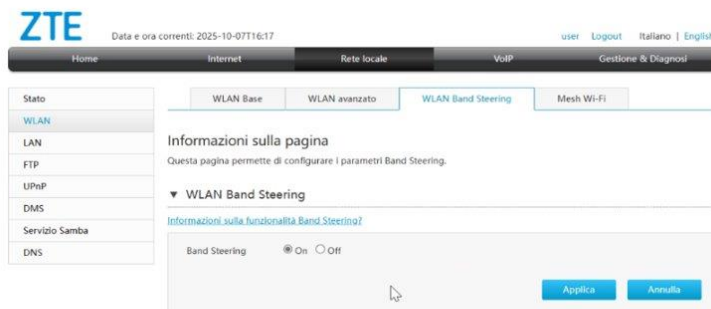 ZTE
Data e ora correnti: 2025-10-07T16:17
user Logout Italiano | English
Home Internet Rete locale VoIP Gestione & Diagnosi
Stato
WLAN
LAN
FTP
UPnP
DMS
Servizio Samba
DNS
WLAN Base WLAN avanzato WLAN Band Steering Mesh Wi-Fi
Informazioni sulla pagina
Questa pagina permette di configurare i parametri Band Steering.
WLAN Band Steering
Informazioni sulla funzionalità Band Steering?
Band Steering On Off
Applica Annulla